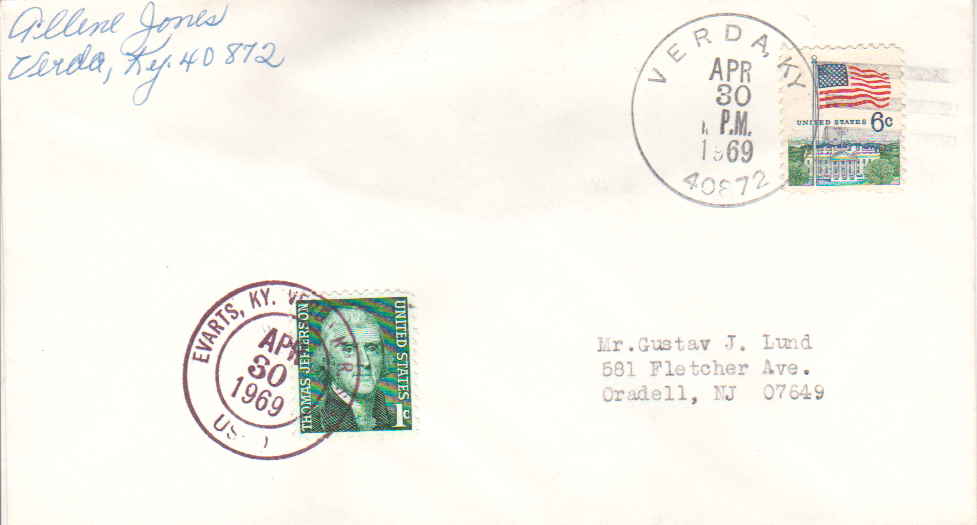 Allene Jones
Verda, Ky. 40872
VERDA, KY
APR
30
P.M.
1969
40872
UNITED STATES 6c
EVARTS, KY.
APR
30
1969
THOMAS JEFFERSON
UNITED STATES
1c
Mr.Gustav J. Lund
581 Fletcher Ave.
Oradell, NJ 07649